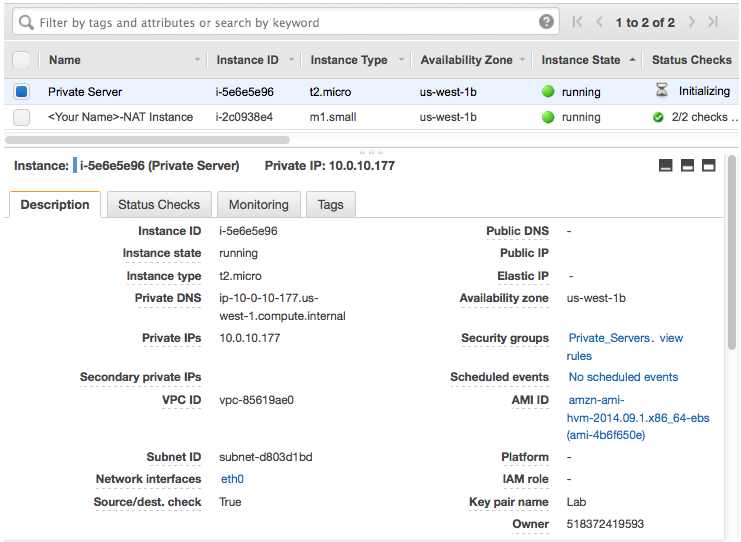 Filter by tags and attributes or search by keyword
1 to 2 of 2
Name Instance ID Instance Type Availability Zone Instance State Status Checks
Private Server i-5e6e5e96 t2.micro us-west-1b running Initializing
<Your Name>-NAT Instance i-2c0938e4 m1.small us-west-1b running 2/2 checks ...
Instance: i-5e6e5e96 (Private Server) Private IP: 10.0.10.177
Description Status Checks Monitoring Tags
Instance ID i-5e6e5e96 Public DNS -
Instance state running Public IP
Instance type t2.micro Elastic IP -
Private DNS ip-10-0-10-177.us- Availability zone us-west-1b
west-1.compute.internal
Private IPs 10.0.10.177 Security groups Private_Servers. view
rules
Secondary private IPs Scheduled events No scheduled events
VPC ID vpc-85619ae0 AMI ID amzn-ami-
hvm-2014.09.1.x86_64-ebs
(ami-4b6f650e)
Subnet ID subnet-d803d1bd Platform -
Network interfaces eth0 IAM role -
Source/dest. check True Key pair name Lab
Owner 518372419593